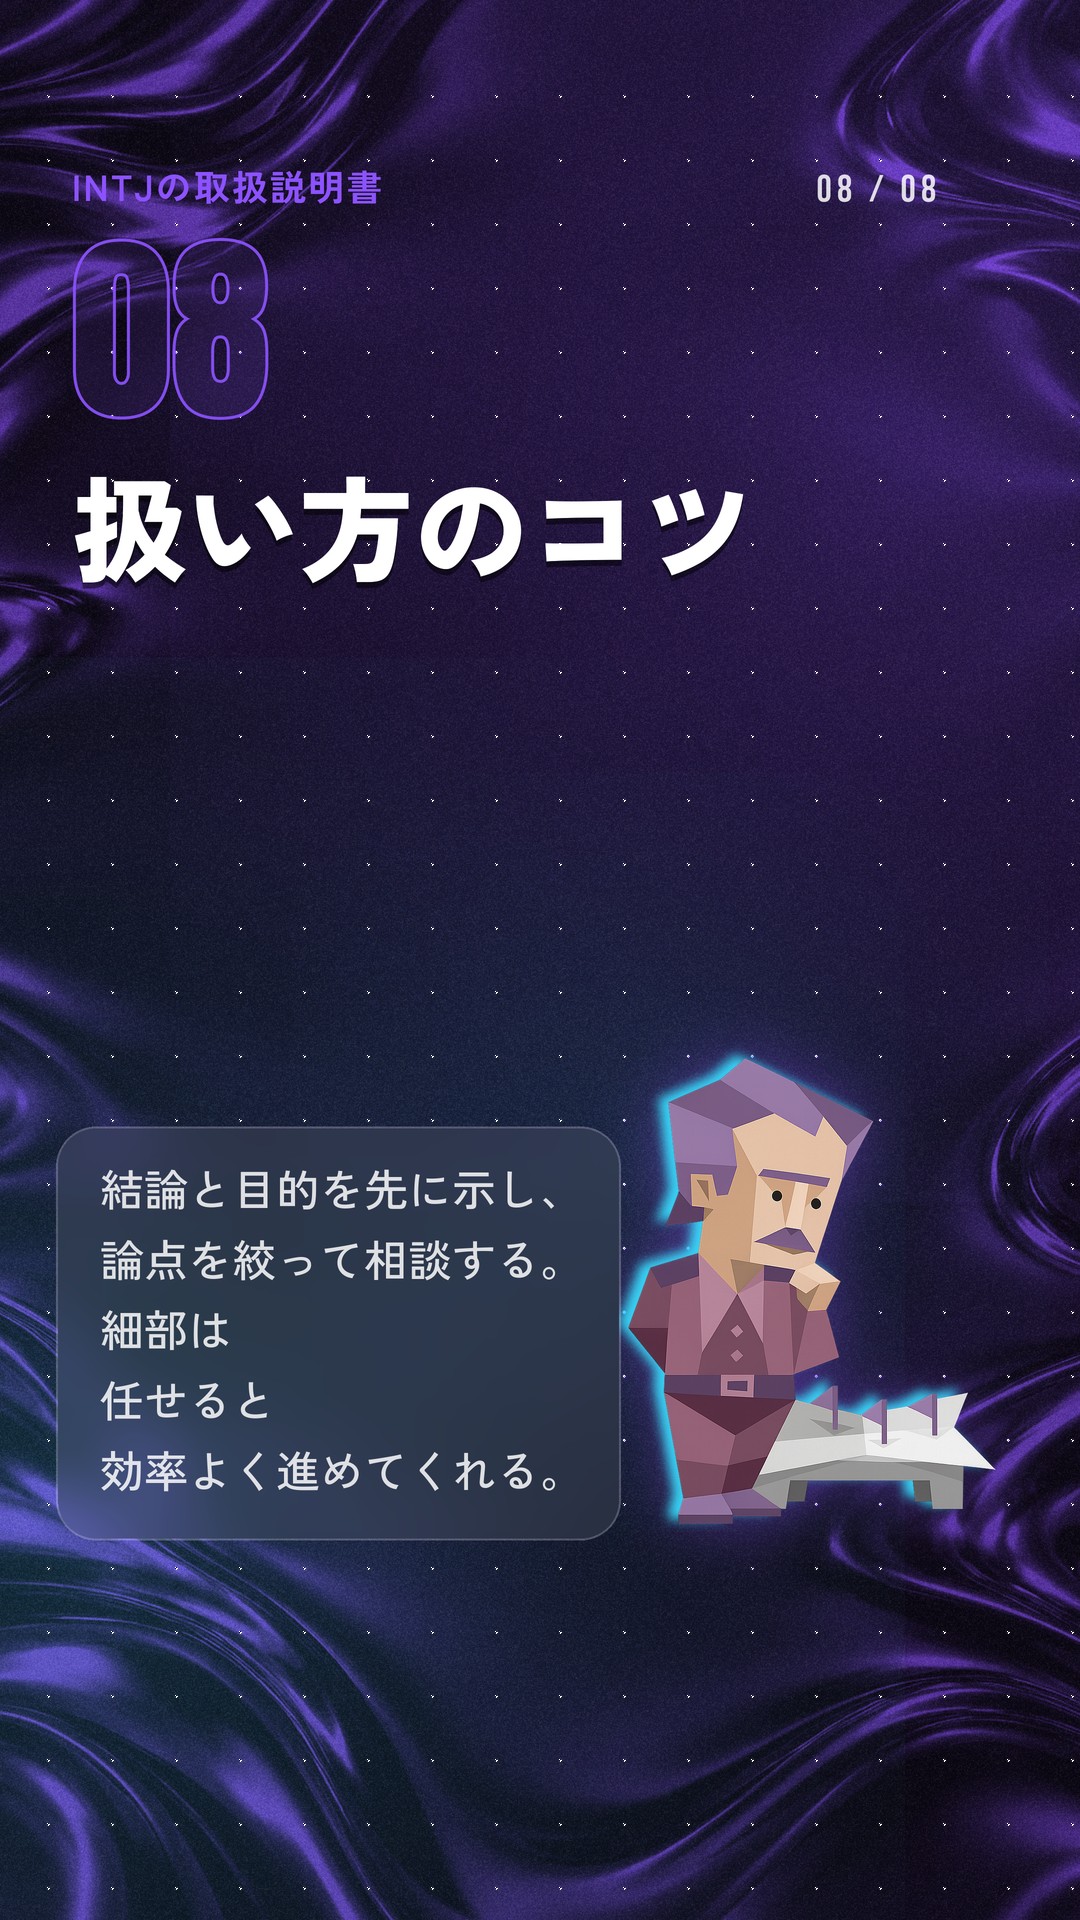 INTJの取扱説明書
08 / 08
08
扱い方のコツ
結論と目的を先に示し、
論点を絞って相談する。
細部は
任せると
効率よく進めてくれる。